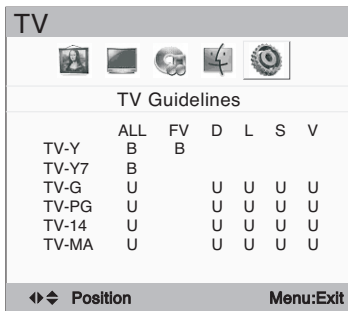 TV
TV Guidelines
ALL FV D L S V
TV-Y B B
TV-Y7 B
TV-G U U U U U
TV-PG U U U U U
TV-14 U U U U U
TV-MA U U U U U
Position Menu:Exit